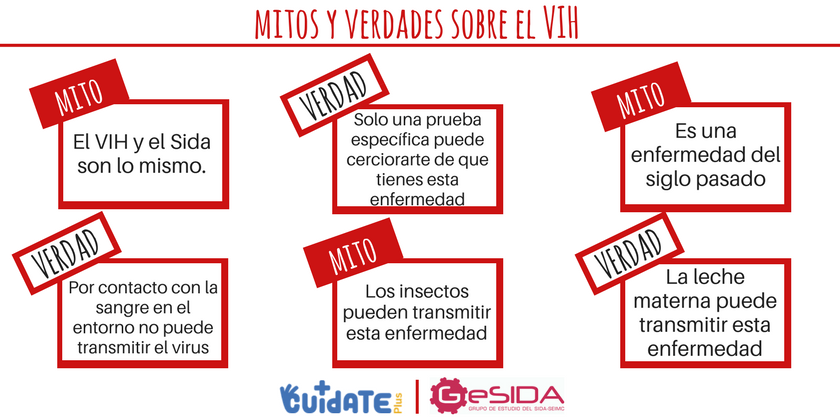 MITOS Y VERDADES SOBRE EL VIH
MITO
El VIH y el Sida
son lo mismo.
VERDAD
Solo una prueba
específica puede
cerciorarte de que
tienes esta
enfermedad
MITO
Es una
enfermedad del
siglo pasado
VERDAD
Por contacto con la
sangre en el
entorno no puede
transmitir el virus
MITO
Los insectos
pueden transmitir
esta enfermedad
VERDAD
La leche
materna puede
transmitir esta
enfermedad
CUIDATE Plus
GeSIDA
GRUPO DE ESTUDIO DEL SIDA-SEIMC